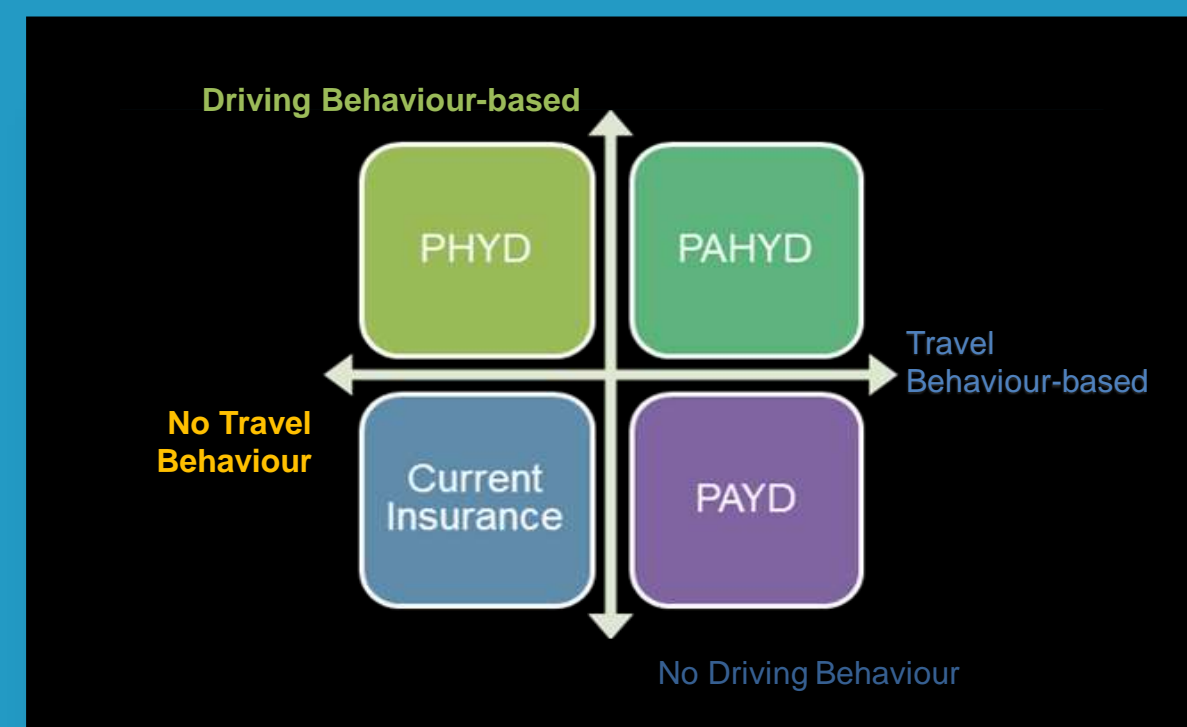 Driving Behaviour-based
PHYD
PAHYD
Travel
Behaviour-based
No Travel
Behaviour
Current
Insurance
PAYD
No Driving Behaviour